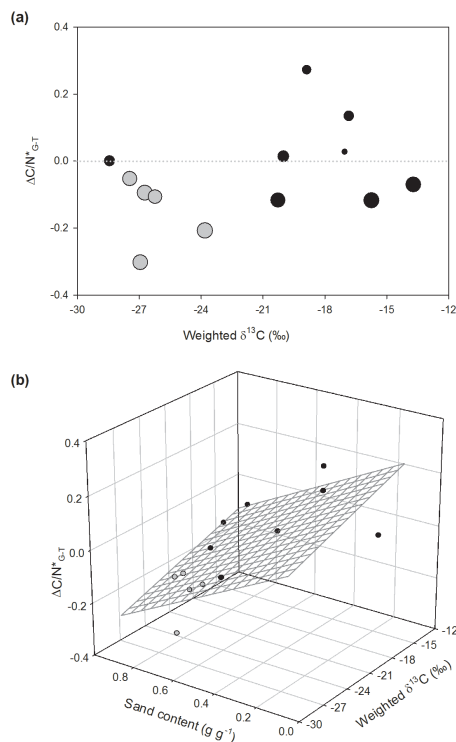 (a)
0.4
0.2
0.0
-0.2
-0.4
ΔC/N*G-T
-30 -27 -24 -21 -18 -15 -12
Weighted δ13C (‰)
(b)
0.4
0.2
0.0
-0.2
-0.4
ΔC/N*G-T
0.8 0.6 0.4 0.2 0.0
Sand content (g g-1)
-30 -27 -24 -21 -18 -15 -12
Weighted δ13C (‰)